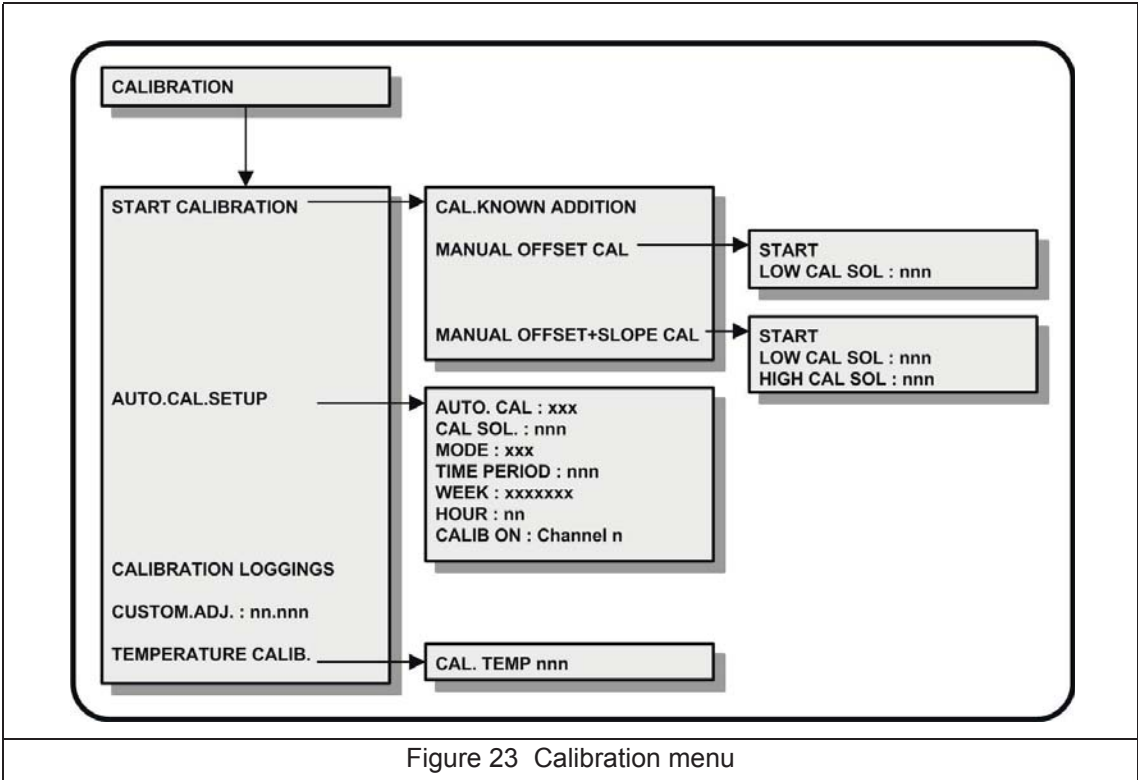 CALIBRATION
START CALIBRATION
CAL.KNOWN ADDITION
MANUAL OFFSET CAL
START
LOW CAL SOL : nnn
MANUAL OFFSET+SLOPE CAL
START
LOW CAL SOL : nnn
HIGH CAL SOL : nnn
AUTO.CAL.SETUP
AUTO. CAL : xxx
CAL SOL. : nnn
MODE : xxx
TIME PERIOD : nnn
WEEK : xxxxxxx
HOUR : nn
CALIB ON : Channel n
CALIBRATION LOGGINGS
CUSTOM.ADJ. : nn.nnn
TEMPERATURE CALIB.
CAL. TEMP nnn
Figure 23 Calibration menu